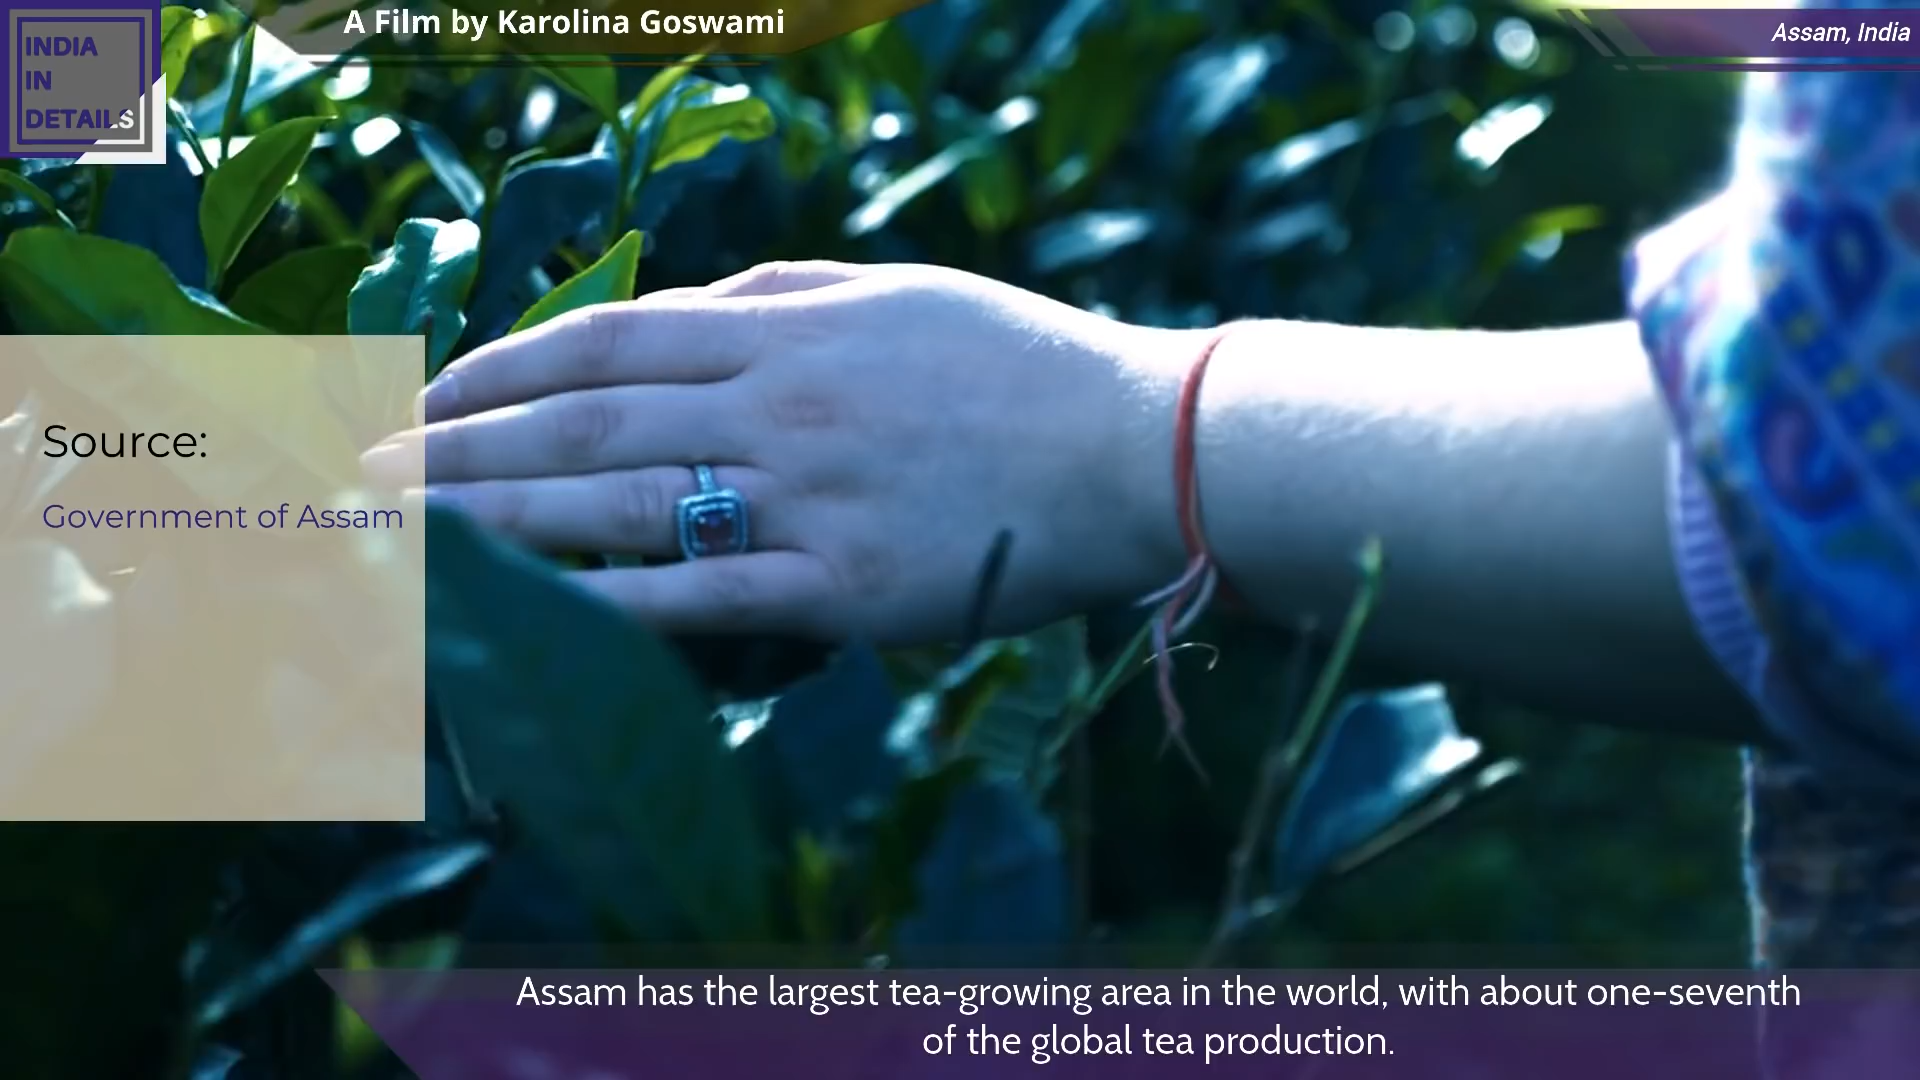 INDIA
IN
DETAILS
A Film by Karolina Goswami
Assam, India
Source:
Government of Assam
Assam has the largest tea-growing area in the world, with about one-seventh
of the global tea production.